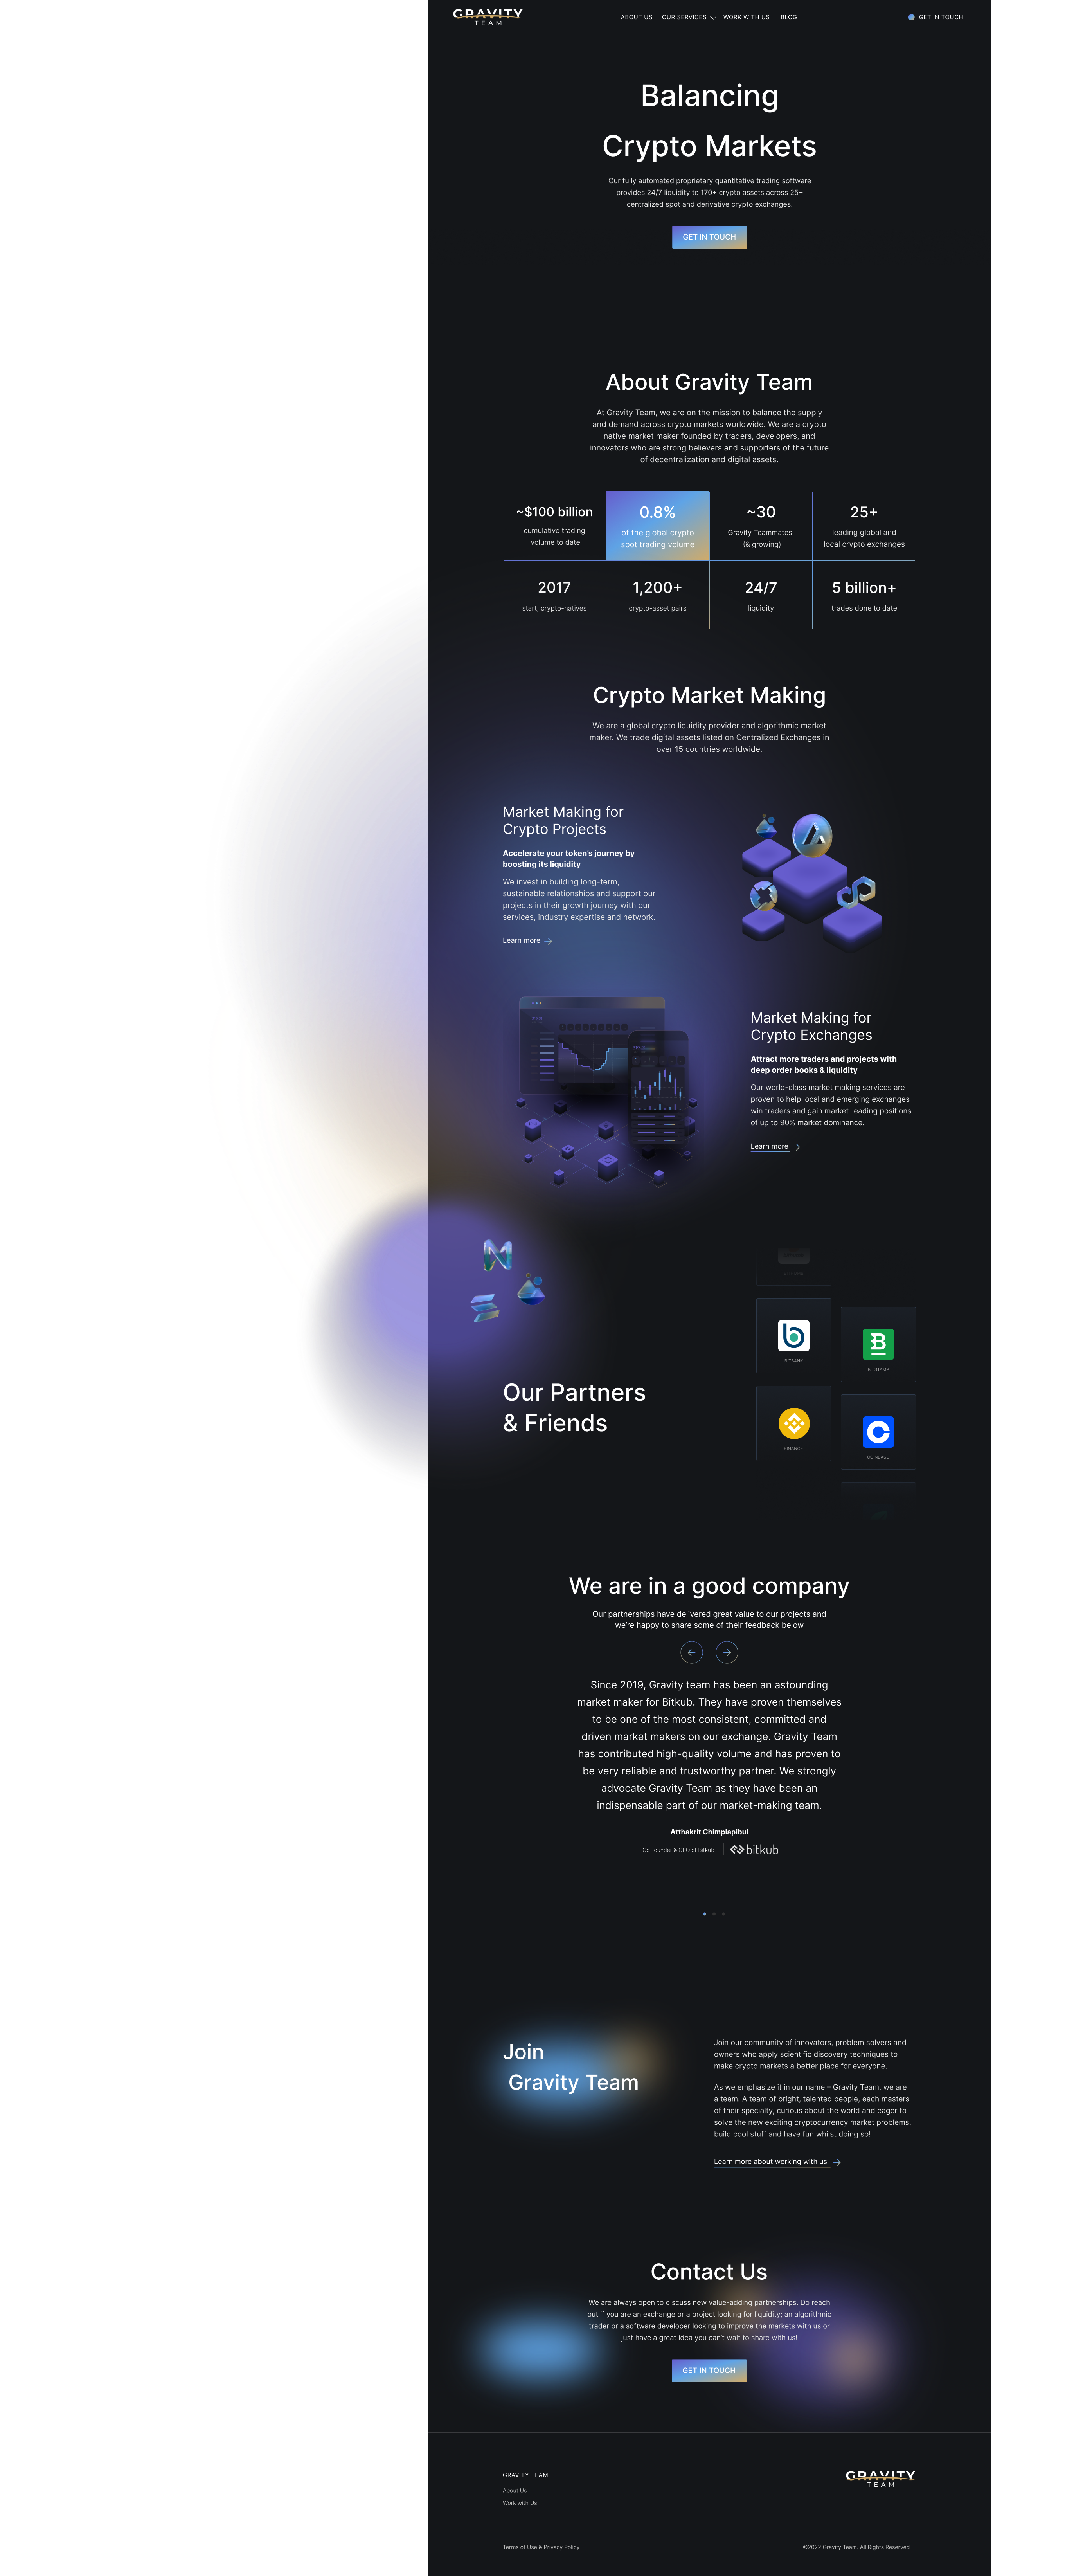 GRAVITY
TEAM
ABOUT US
OUR SERVICES
WORK WITH US
BLOG
GET IN TOUCH
Balancing
Crypto Markets
Our fully automated proprietary quantitative trading software
provides 24/7 liquidity to 170+ crypto assets across 25+
centralized spot and derivative crypto exchanges.
GET IN TOUCH
About Gravity Team
At Gravity Team, we are on the mission to balance the supply
and demand across crypto markets worldwide. We are a crypto
native market maker founded by traders, developers, and
innovators who are strong believers and supporters of the future
of decentralization and digital assets.
~$100 billion
cumulative trading
volume to date
0.8%
of the global crypto
spot trading volume
~30
Gravity Teammates
(& growing)
25+
leading global and
local crypto exchanges
2017
start, crypto-natives
1,200+
crypto-asset pairs
24/7
liquidity
5 billion+
trades done to date
Crypto Market Making
We are a global crypto liquidity provider and algorithmic market
maker. We trade digital assets listed on Centralized Exchanges in
over 15 countries worldwide.
Market Making for
Crypto Projects
Accelerate your token’s journey by
boosting its liquidity
We invest in building long-term,
sustainable relationships and support our
projects in their growth journey with our
services, industry expertise and network.
Learn more
Market Making for
Crypto Exchanges
Attract more traders and projects with
deep order books & liquidity
Our world-class market making services are
proven to help local and emerging exchanges
win traders and gain market-leading positions
of up to 90% market dominance.
Learn more
Our Partners
& Friends
BITBANK
BITSTAMP
BINANCE
COINBASE
We are in a good company
Our partnerships have delivered great value to our projects and
we’re happy to share some of their feedback below
Since 2019, Gravity team has been an astounding
market maker for Bitkub. They have proven themselves
to be one of the most consistent, committed and
driven market makers on our exchange. Gravity Team
has contributed high-quality volume and has proven to
be very reliable and trustworthy partner. We strongly
advocate Gravity Team as they have been an
indispensable part of our market-making team.
Atthakrit Chimplapibul
Co-founder & CEO of Bitkub
bitkub
Join
Gravity Team
Join our community of innovators, problem solvers and
owners who apply scientific discovery techniques to
make crypto markets a better place for everyone.
As we emphasize it in our name – Gravity Team, we are
a team. A team of bright, talented people, each masters
of their specialty, curious about the world and eager to
solve the new exciting cryptocurrency market problems,
build cool stuff and have fun whilst doing so!
Learn more about working with us
Contact Us
We are always open to discuss new value-adding partnerships. Do reach
out if you are an exchange or a project looking for liquidity; an algorithmic
trader or a software developer looking to improve the markets with us or
just have a great idea you can’t wait to share with us!
GET IN TOUCH
GRAVITY TEAM
About Us
Work with Us
GRAVITY
TEAM
Terms of Use & Privacy Policy
©2022 Gravity Team. All Rights Reserved